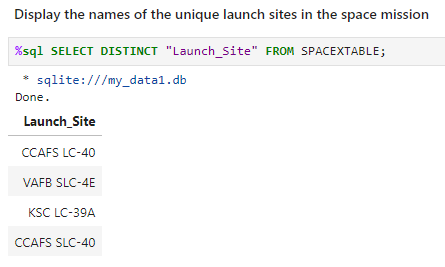 Display the names of the unique launch sites in the space mission
%sql SELECT DISTINCT "Launch_Site" FROM SPACEXTABLE;
* sqlite:///my_data1.db
Done.
Launch_Site
CCAFS LC-40
VAFB SLC-4E
KSC LC-39A
CCAFS SLC-40